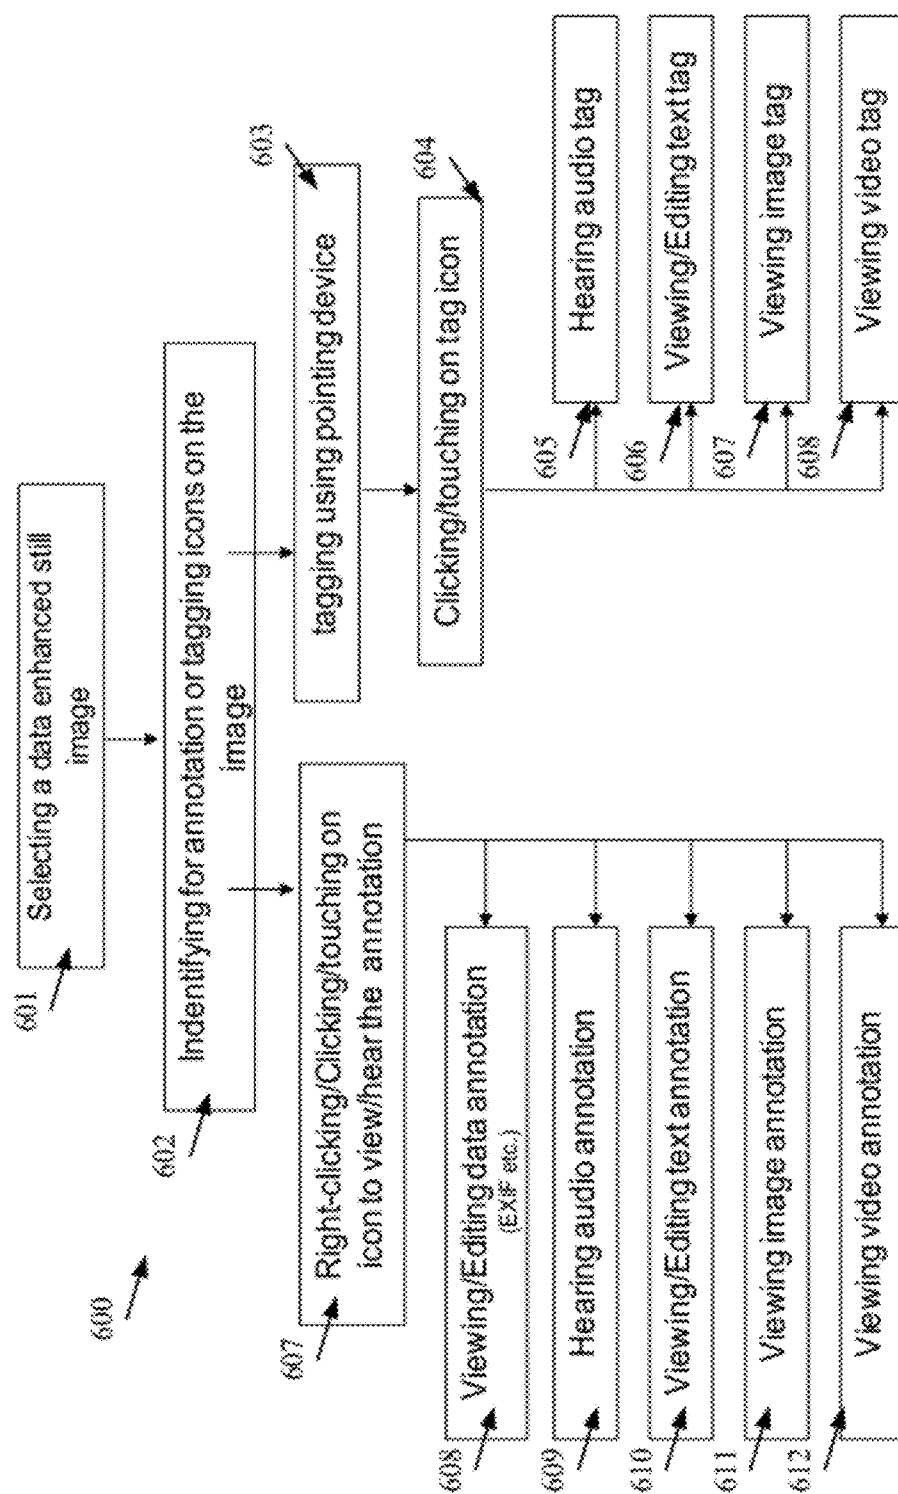 600
601
Selecting a data enhanced still
image
602
Indentifying for annotation or tagging icons on the
image
607
Right-clicking/Clicking/touching on
icon to view/hear the annotation
608
Viewing/Editing data annotation
(EXIF etc.)
609
Hearing audio annotation
610
Viewing/Editing text annotation
611
Viewing image annotation
612
Viewing video annotation
603
tagging using pointing device
604
Clicking/touching on tag icon
605
Hearing audio tag
606
Viewing/Editing text tag
607
Viewing image tag
608
Viewing video tag